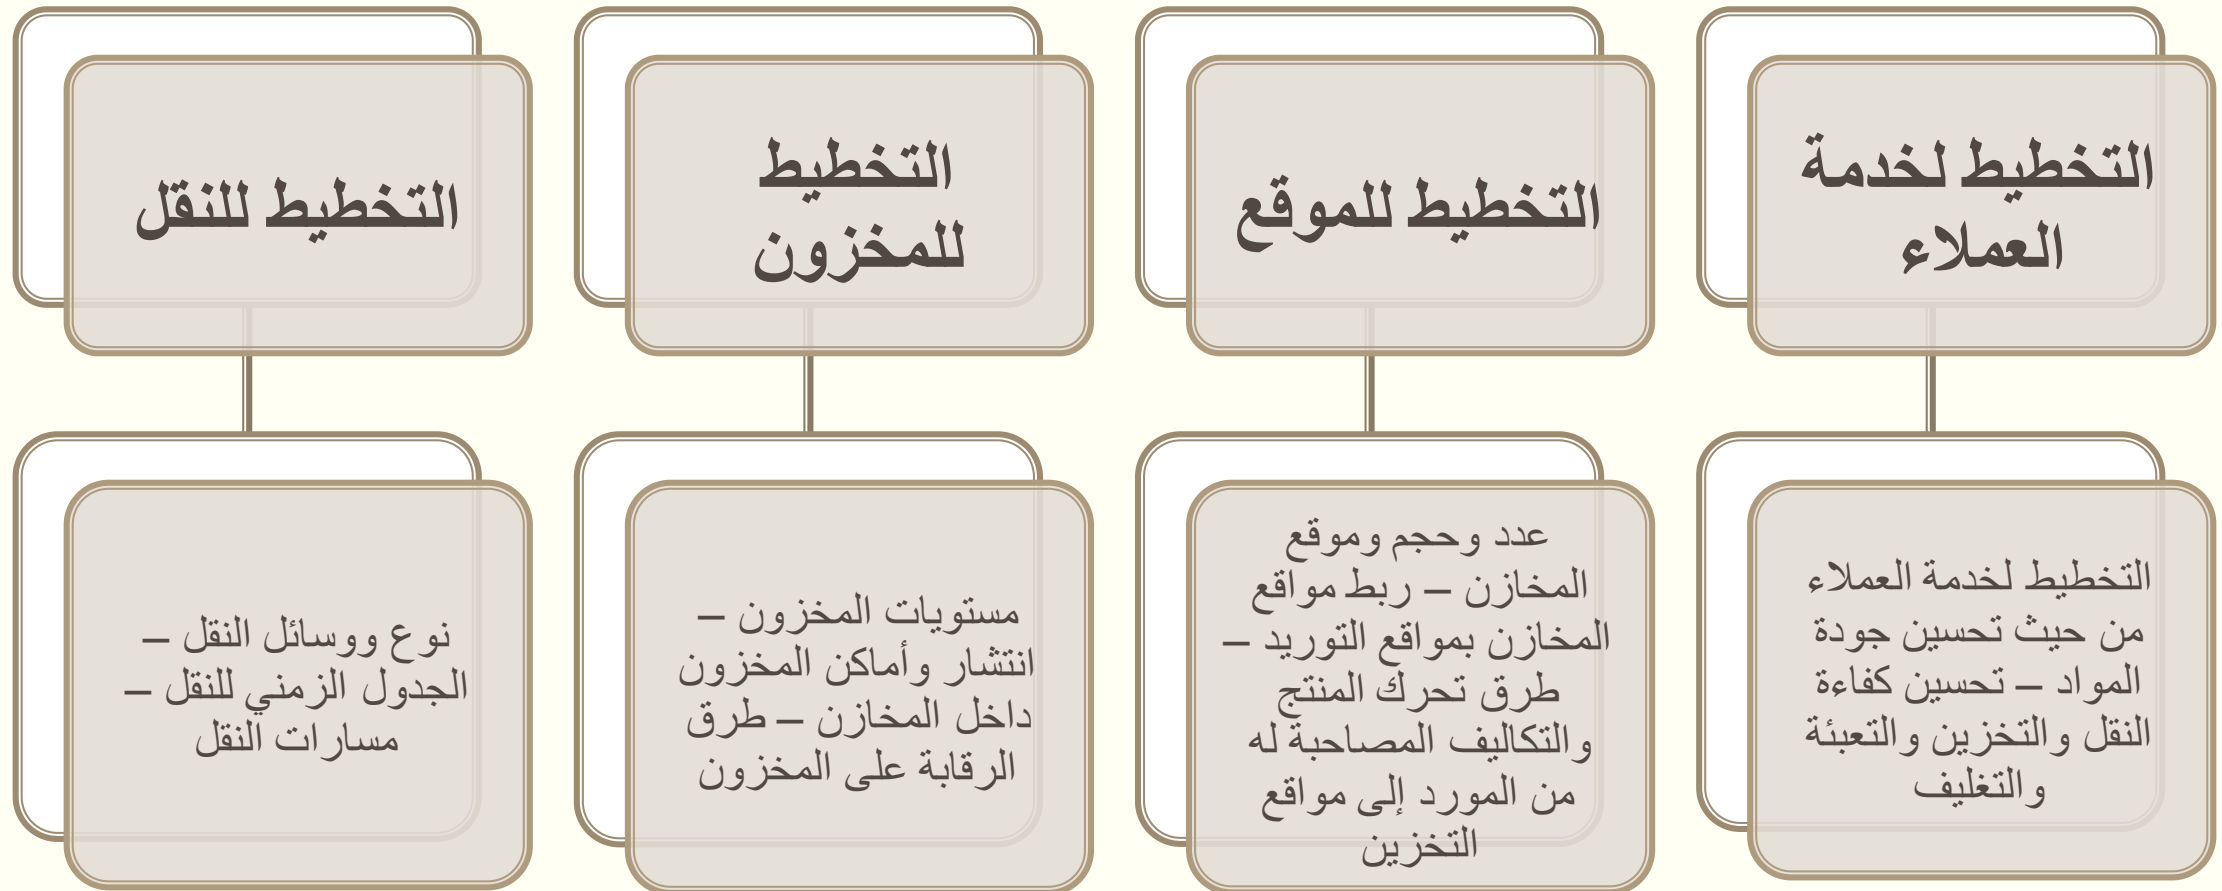 التخطيط لخدمة
العملاء
التخطيط لخدمة العملاء
من حيث تحسين جودة
المواد – تحسين كفاءة
النقل والتخزين والتعبئة
والتغليف
التخطيط للموقع
عدد وحجم وموقع
المخازن – ربط مواقع
المخازن بمواقع التوريد –
طرق تحرك المنتج
والتكاليف المصاحبة له
من المورد إلى مواقع
التخزين
التخطيط
للمخزون
مستويات المخزون –
انتشار وأماكن المخزون
داخل المخازن – طرق
الرقابة على المخزون
التخطيط للنقل
نوع ووسائل النقل –
الجدول الزمني للنقل –
مسارات النقل